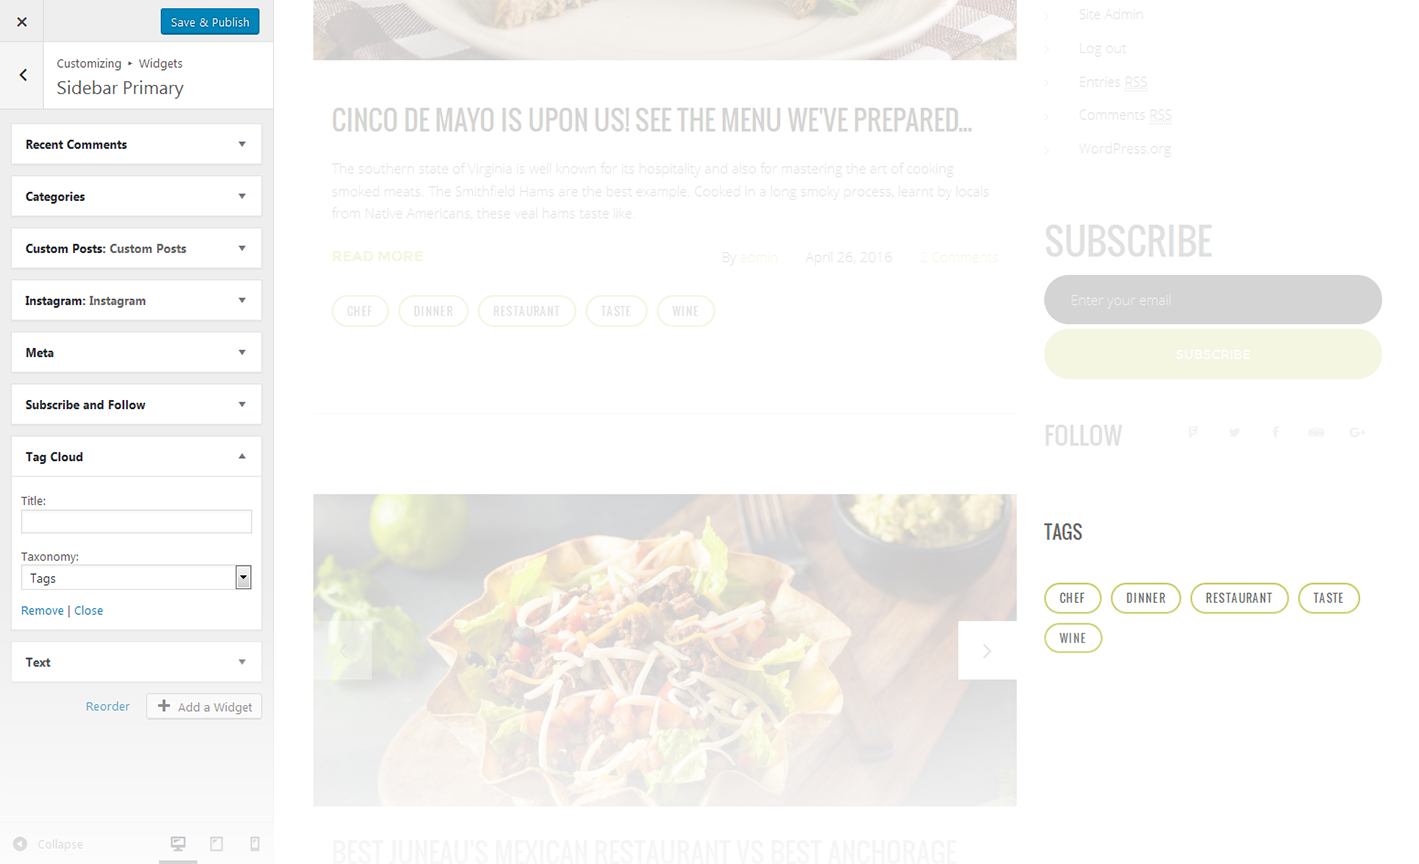 Save & Publish
Customizing ▸ Widgets
Sidebar Primary
Recent Comments
Categories
Custom Posts: Custom Posts
Instagram: Instagram
Meta
Subscribe and Follow
Tag Cloud
Title:
Taxonomy:
Tags
Remove | Close
Text
Reorder
Add a Widget
Collapse
CINCO DE MAYO IS UPON US! SEE THE MENU WE'VE PREPARED...
The southern state of Virginia is well known for its hospitality and also for mastering the art of cooking
smoked meats. The Smithfield Hams are the best example. Cooked in a long smoky process, learnt by locals
from Native Americans, these veal hams taste like.
READ MORE
By admin April 26, 2016 2 Comments
CHEF DINNER RESTAURANT TASTE WINE
BEST JUNEAU'S MEXICAN RESTAURANT VS BEST ANCHORAGE
Site Admin
Log out
Entries RSS
Comments RSS
WordPress.org
SUBSCRIBE
Enter your email
SUBSCRIBE
FOLLOW
TAGS
CHEF DINNER RESTAURANT TASTE
WINE